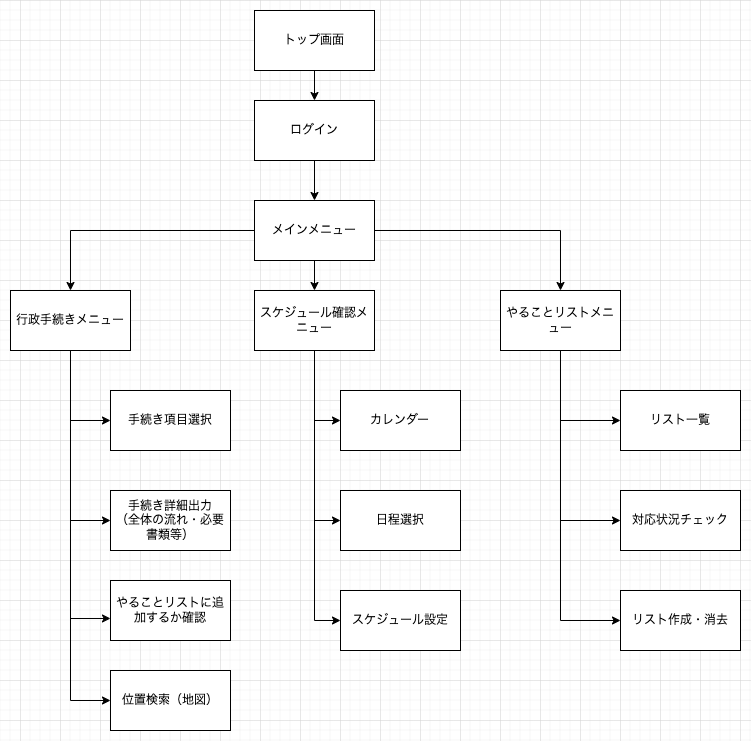 トップ画面
ログイン
メインメニュー
行政手続きメニュー
スケジュール確認メ
ニュー
やることリストメニ
ュー
手続き項目選択
カレンダー
リスト一覧
手続き詳細出力
（全体の流れ・必要
書類等）
日程選択
対応状況チェック
やることリストに追
加するか確認
スケジュール設定
リスト作成・消去
位置検索（地図）